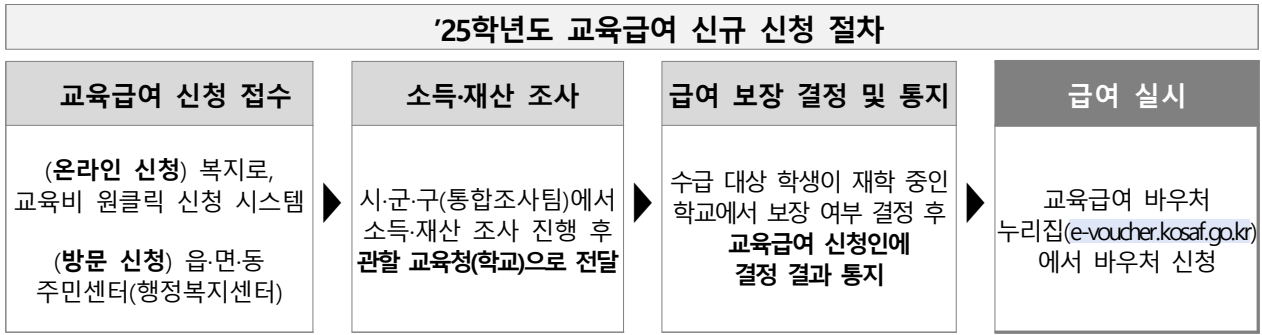 ’25학년도 교육급여 신규 신청 절차
교육급여 신청 접수
(온라인 신청) 복지로,
교육비 원클릭 신청 시스템
(방문 신청) 읍·면·동
주민센터(행정복지센터)
소득·재산 조사
시·군·구(통합조사팀)에서
소득·재산 조사 진행 후
관할 교육청(학교)으로 전달
급여 보장 결정 및 통지
수급 대상 학생이 재학 중인
학교에서 보장 여부 결정 후
교육급여 신청인에
결정 결과 통지
급여 실시
교육급여 바우처
누리집(e-voucher.kosaf.go.kr)
에서 바우처 신청